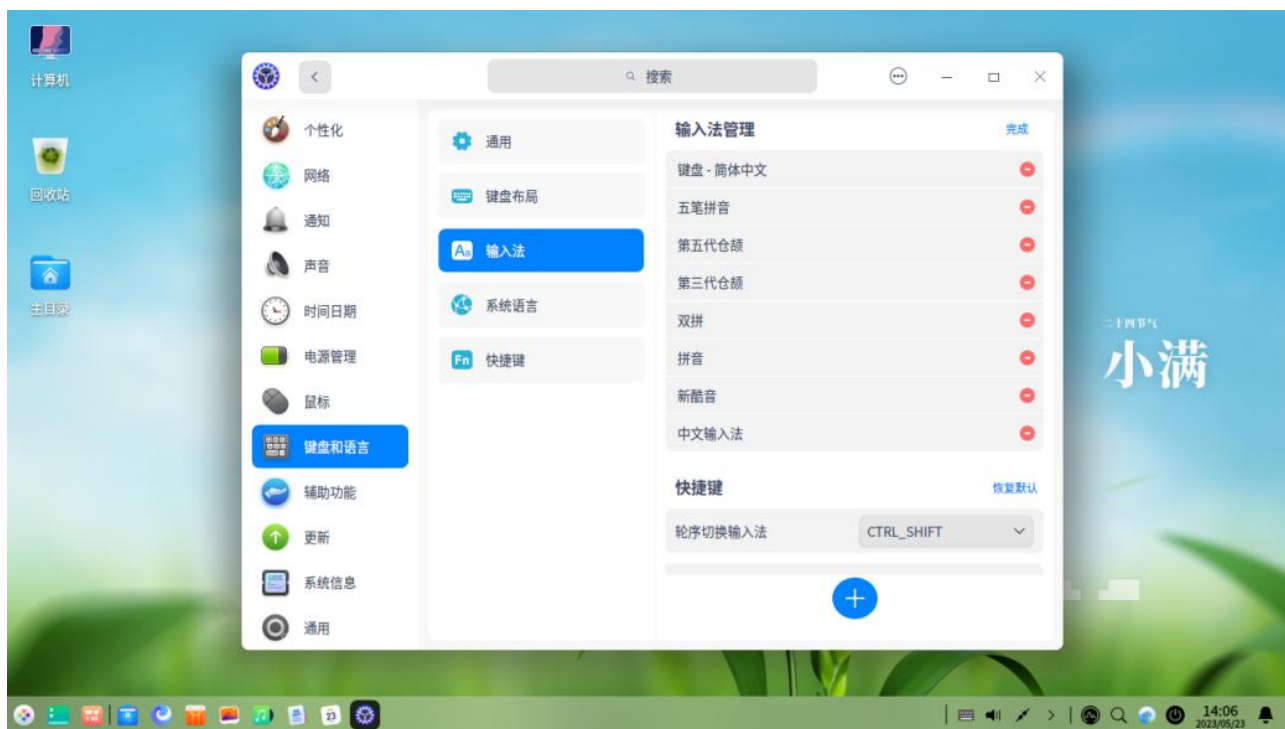 计算机
回收站
主目录
搜索
个性化
网络
通知
声音
时间日期
电源管理
鼠标
键盘和语言
辅助功能
更新
系统信息
通用
通用
键盘布局
Aa 输入法
系统语言
Fn 快捷键
输入法管理 完成
键盘 - 简体中文
五笔拼音
第五代仓颉
第三代仓颉
双拼
拼音
新酷音
中文输入法
快捷键 恢复默认
轮序切换输入法 CTRL_SHIFT
二十四节气
小满
23
14:06
2023/05/23